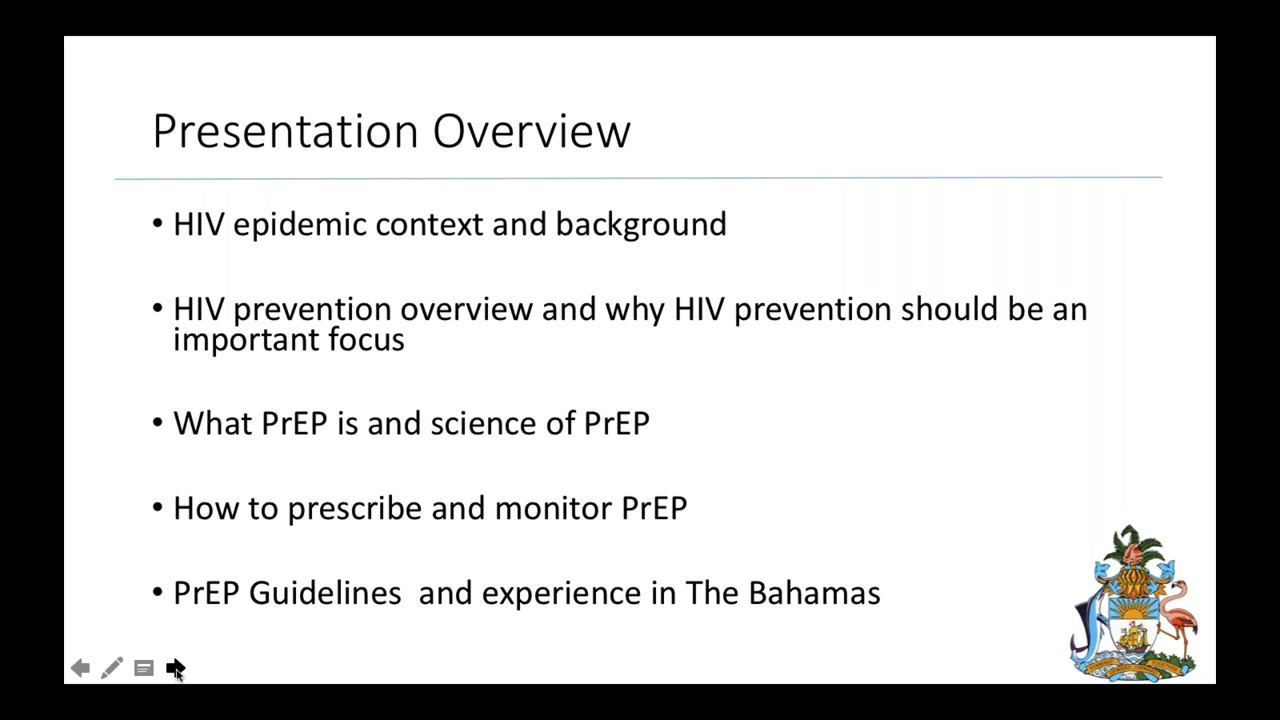 Presentation Overview
• HIV epidemic context and background
• HIV prevention overview and why HIV prevention should be an
important focus
• What PrEP is and science of PrEP
• How to prescribe and monitor PrEP
• PrEP Guidelines  and experience in The Bahamas